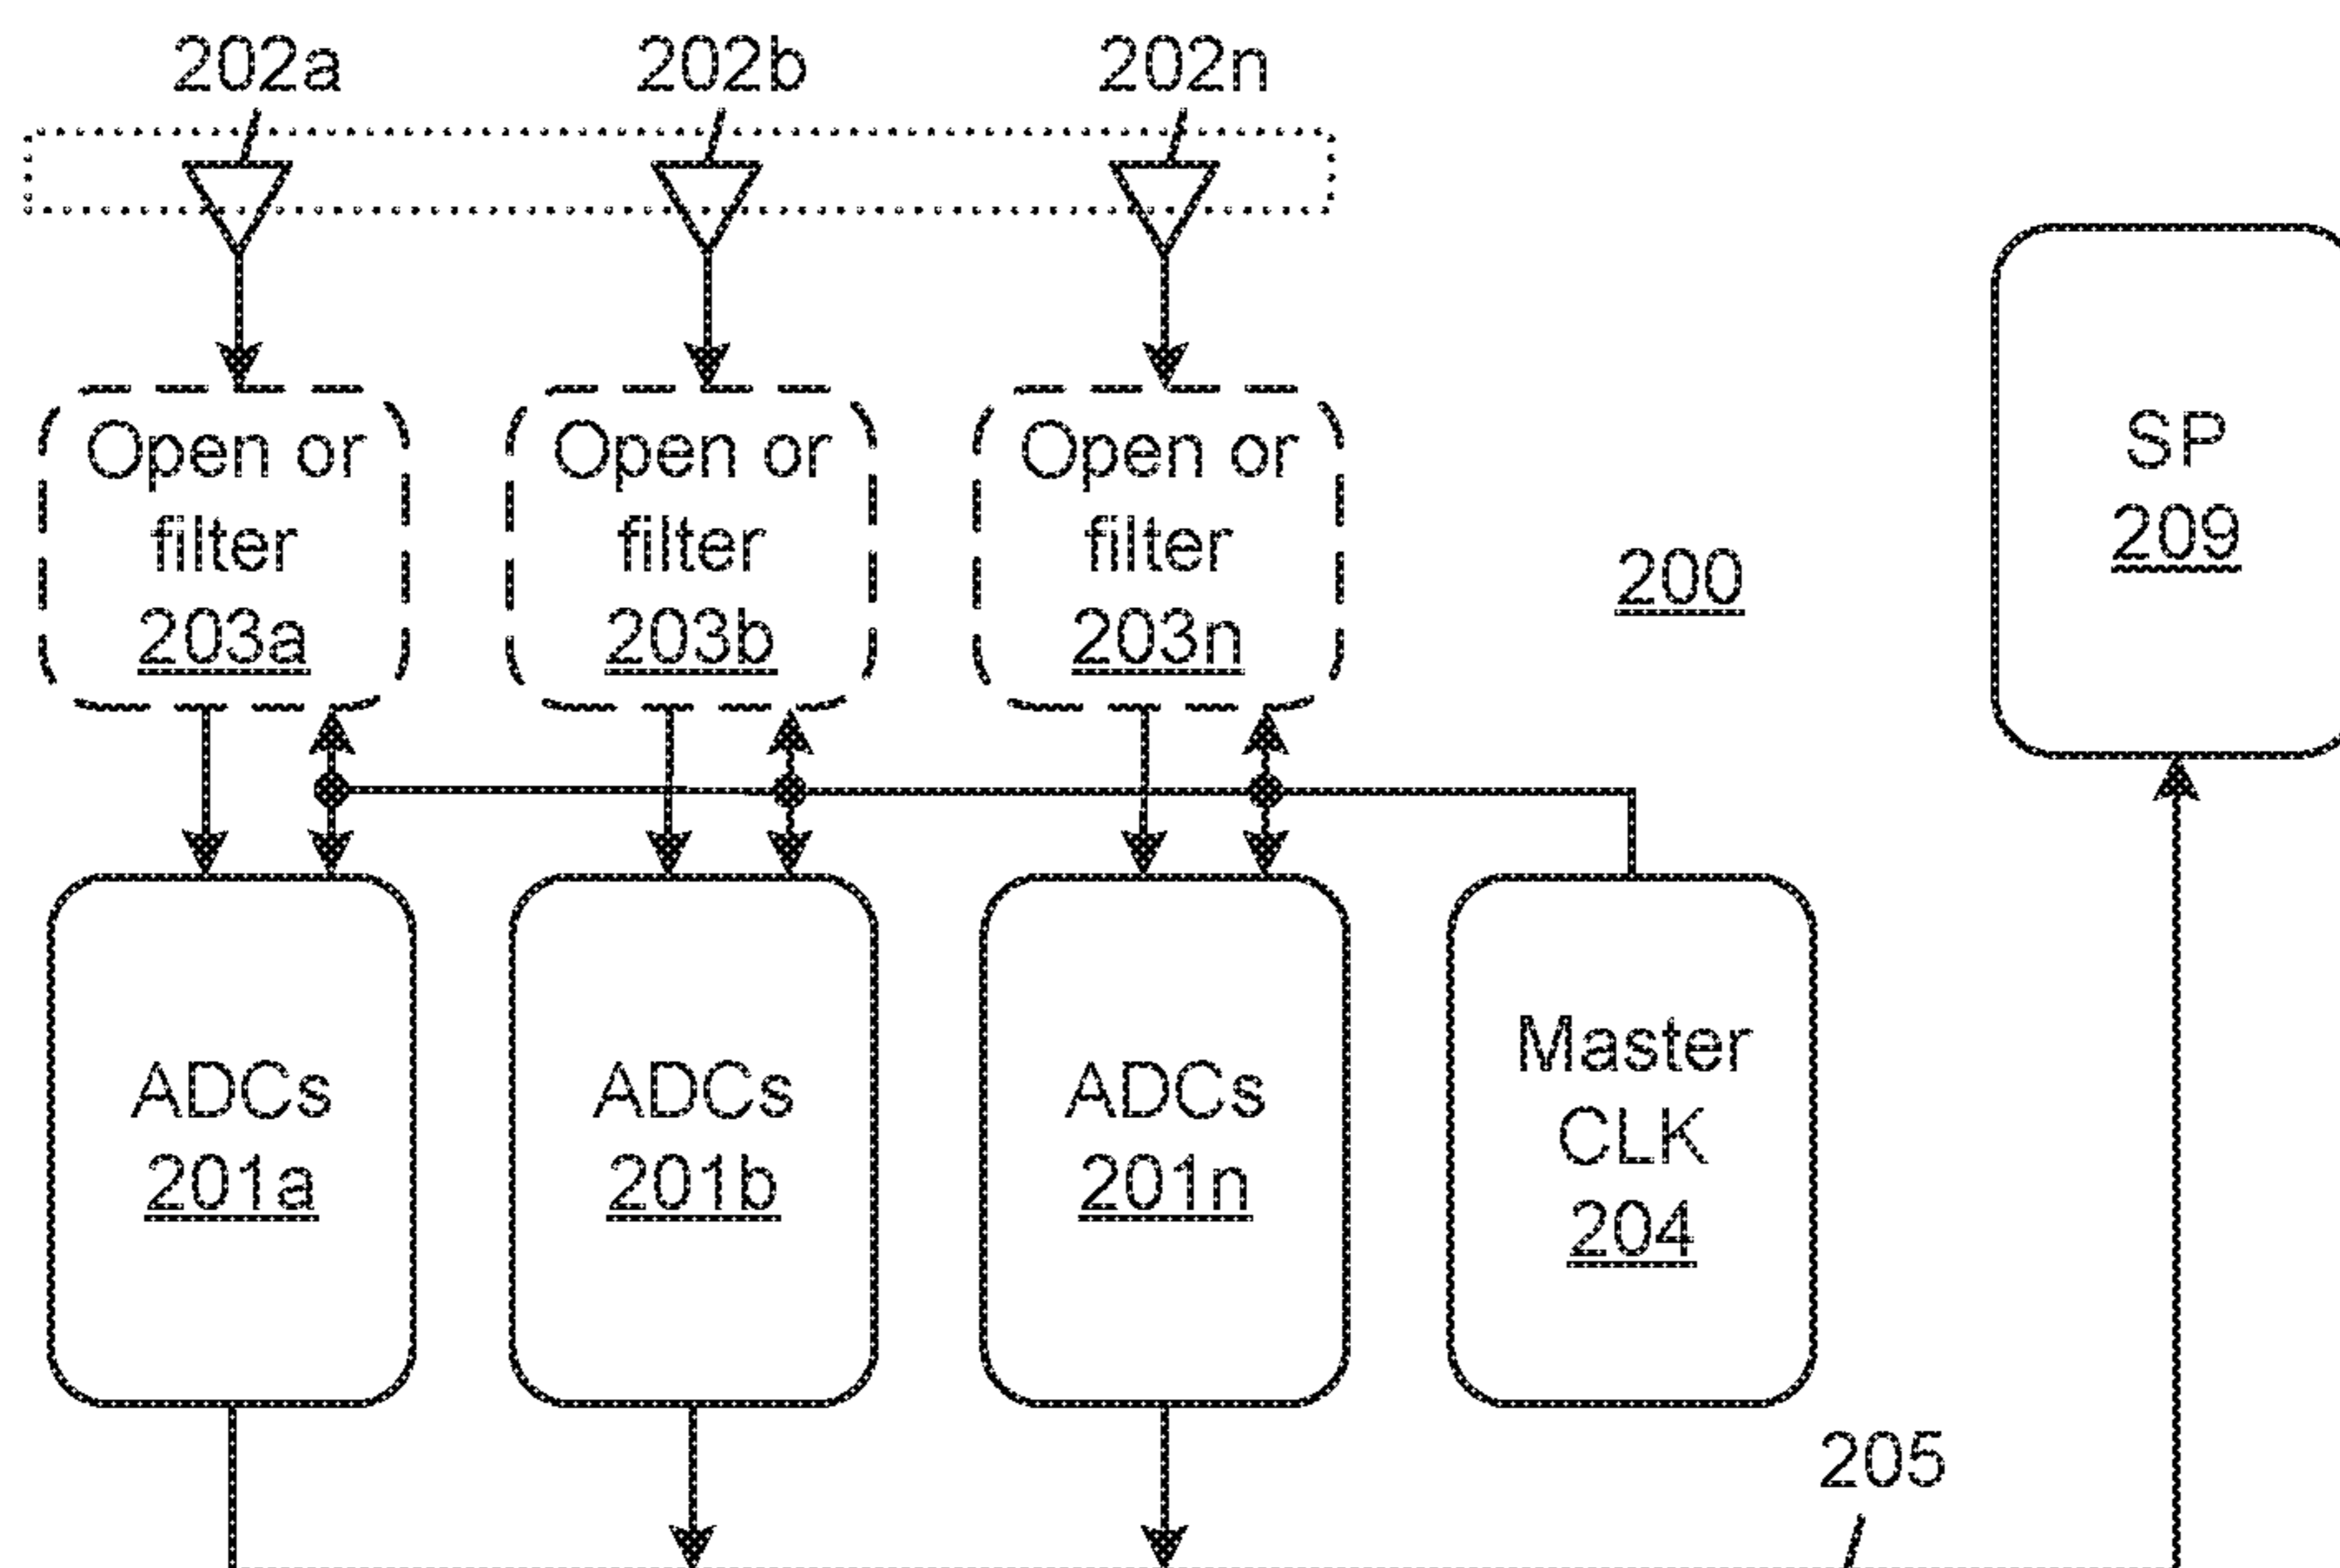 202a
202b
202n
Open or
filter
203a
Open or
filter
203b
Open or
filter
203n
200
SP
209
ADCs
201a
ADCs
201b
ADCs
201n
Master
CLK
204
205